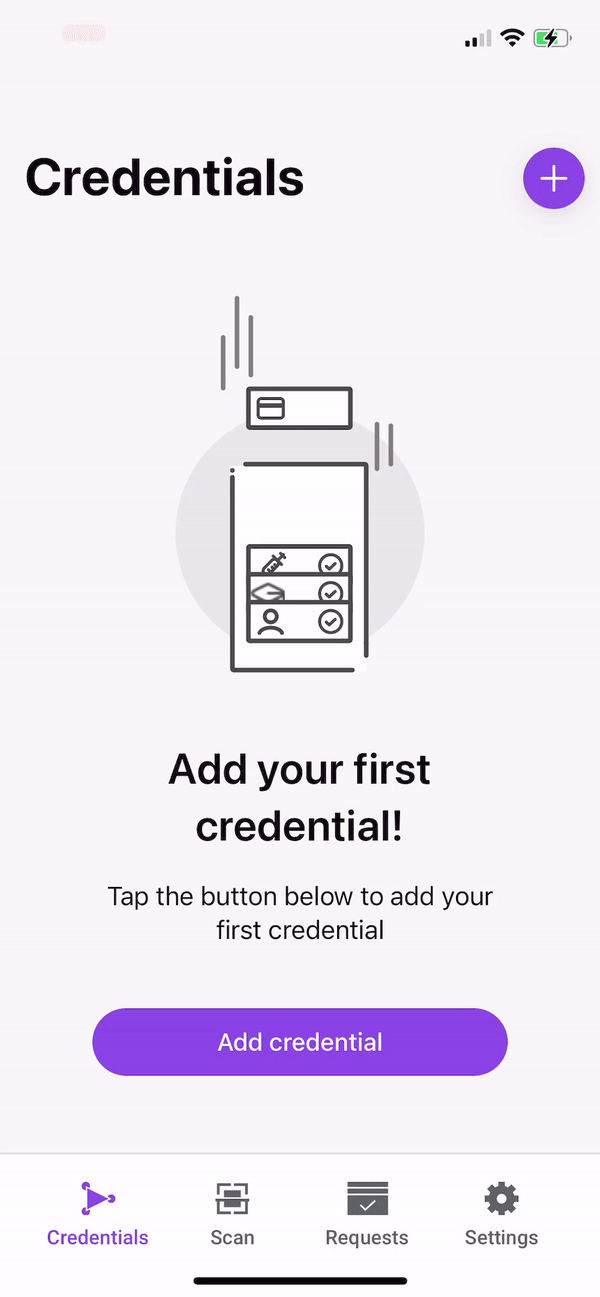 Credentials
Add your first
credential!
Tap the button below to add your
first credential
Add credential
Credentials
Scan
Requests
Settings